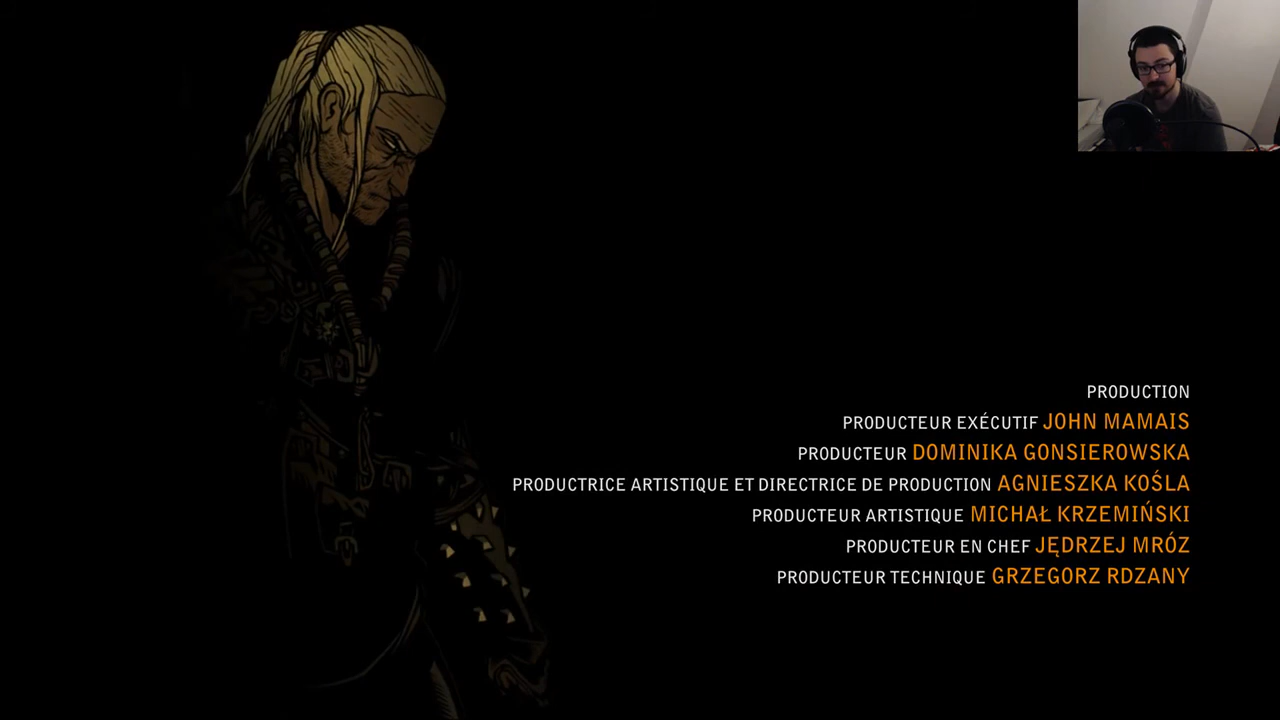 PRODUCTION
PRODUCTEUR EXÉCUTIF JOHN MAMAIS
PRODUCTEUR DOMINIKA GONSIEROWSKA
PRODUCTRICE ARTISTIQUE ET DIRECTRICE DE PRODUCTION AGNIESZKA KOŚLA
PRODUCTEUR ARTISTIQUE MICHAŁ KRZEMIŃSKI
PRODUCTEUR EN CHEF JĘDRZEJ MRÓZ
PRODUCTEUR TECHNIQUE GRZEGORZ RDZANY